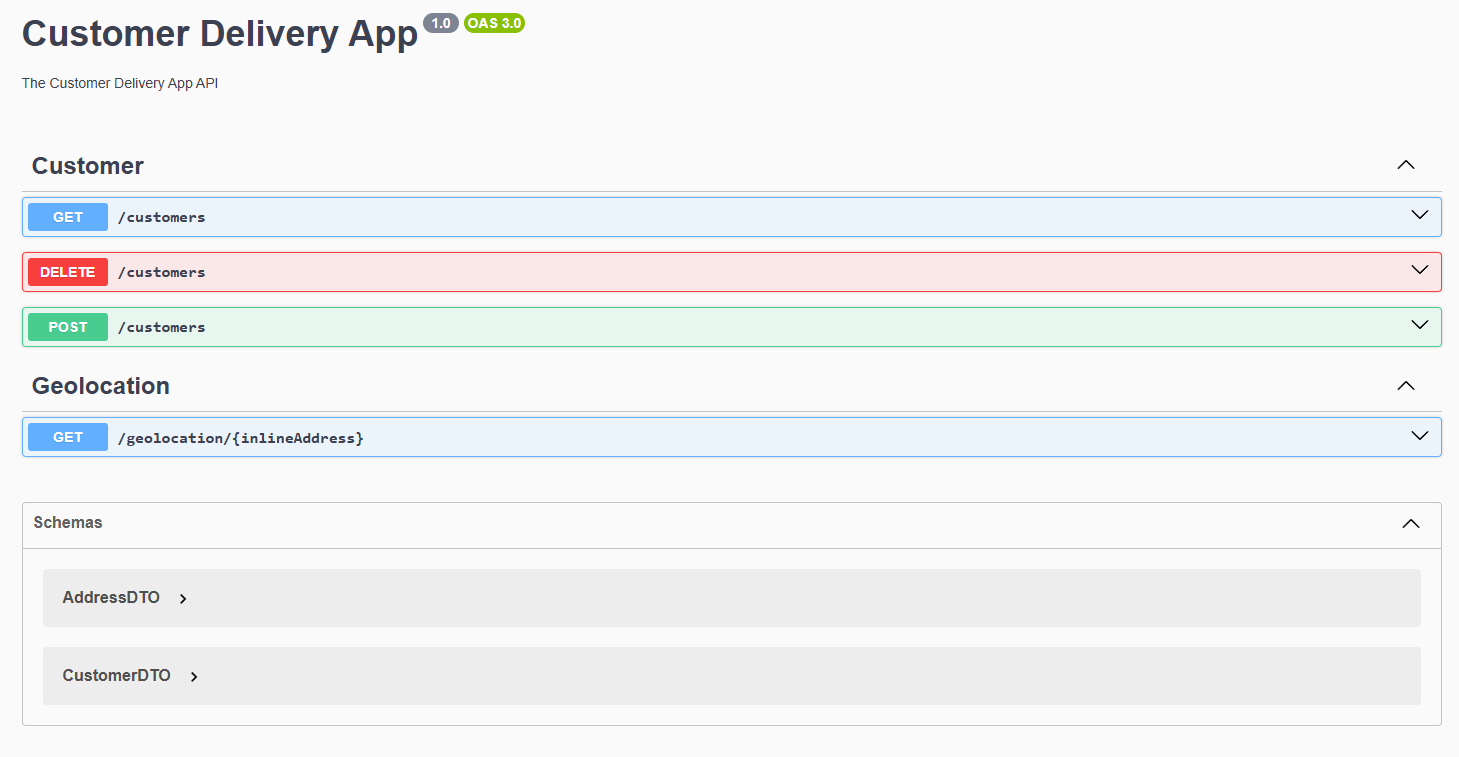 Customer Delivery App 1.0 OAS 3.0
The Customer Delivery App API
Customer
GET /customers
DELETE /customers
POST /customers
Geolocation
GET /geolocation/{inlineAddress}
Schemas
AddressDTO
CustomerDTO